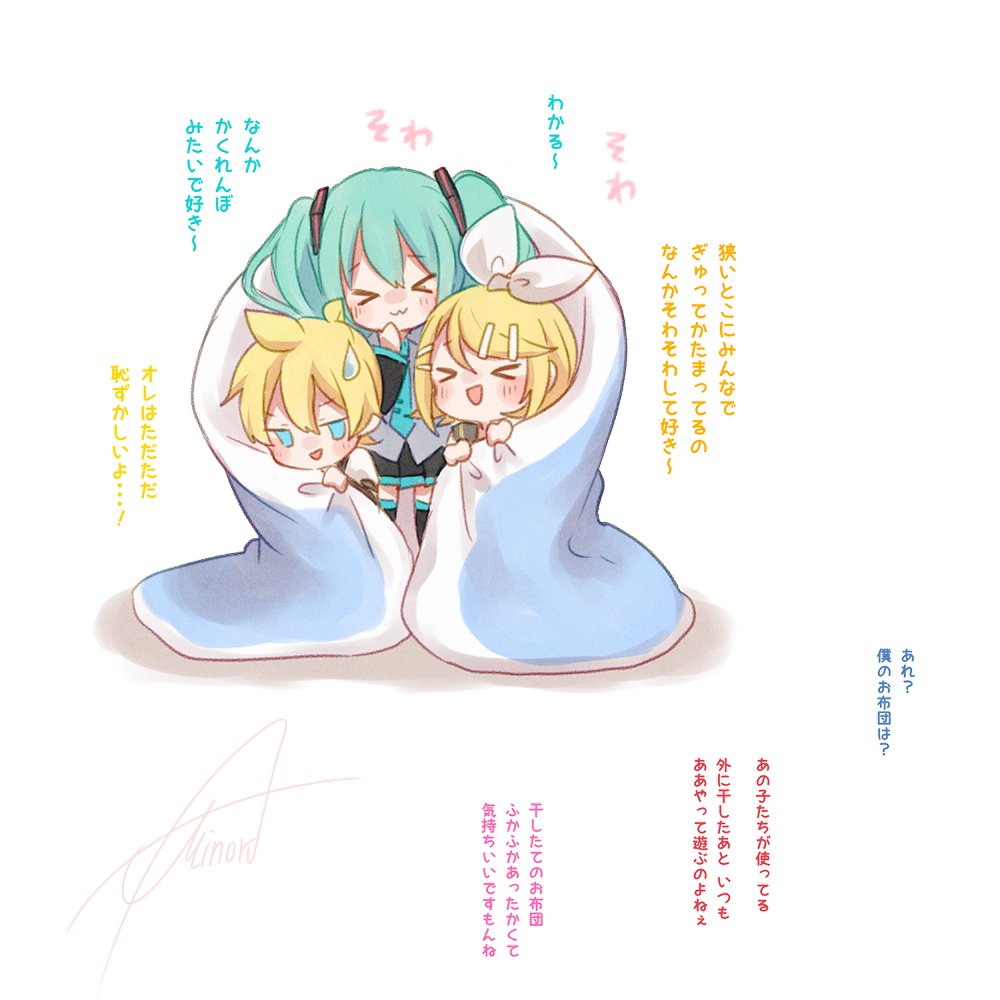 そわ
そわ
わかる〜
なんか
かくれんぼ
みたいで好き〜
狭いとこにみんなで
ぎゅってかたまってるの
なんかそわそわして好き〜
オレはただただ
恥ずかしいよ・・・!
あれ?
僕のお布団は?
あの子たちが使ってる
外に干したあと いつも
ああやって遊ぶのよねぇ
干したてのお布団
ふかふかあったかくて
気持ちいいですもんね
Minord